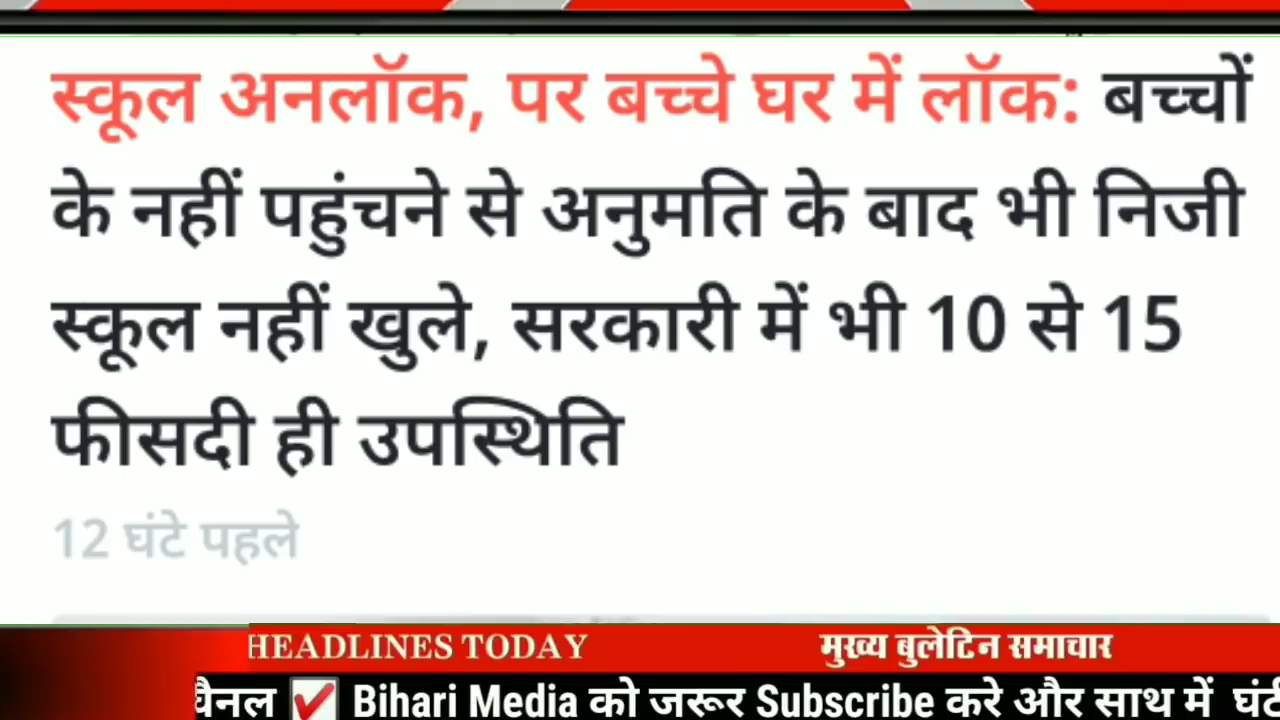 स्कूल अनलॉक, पर बच्चे घर में लॉक: बच्चों
के नहीं पहुंचने से अनुमति के बाद भी निजी
स्कूल नहीं खुले, सरकारी में भी 10 से 15
फीसदी ही उपस्थिति
12 घंटे पहले
HEADLINES TODAY मुख्य बुलेटिन समाचार
Bihari Media को जरूर Subscribe करे और साथ में